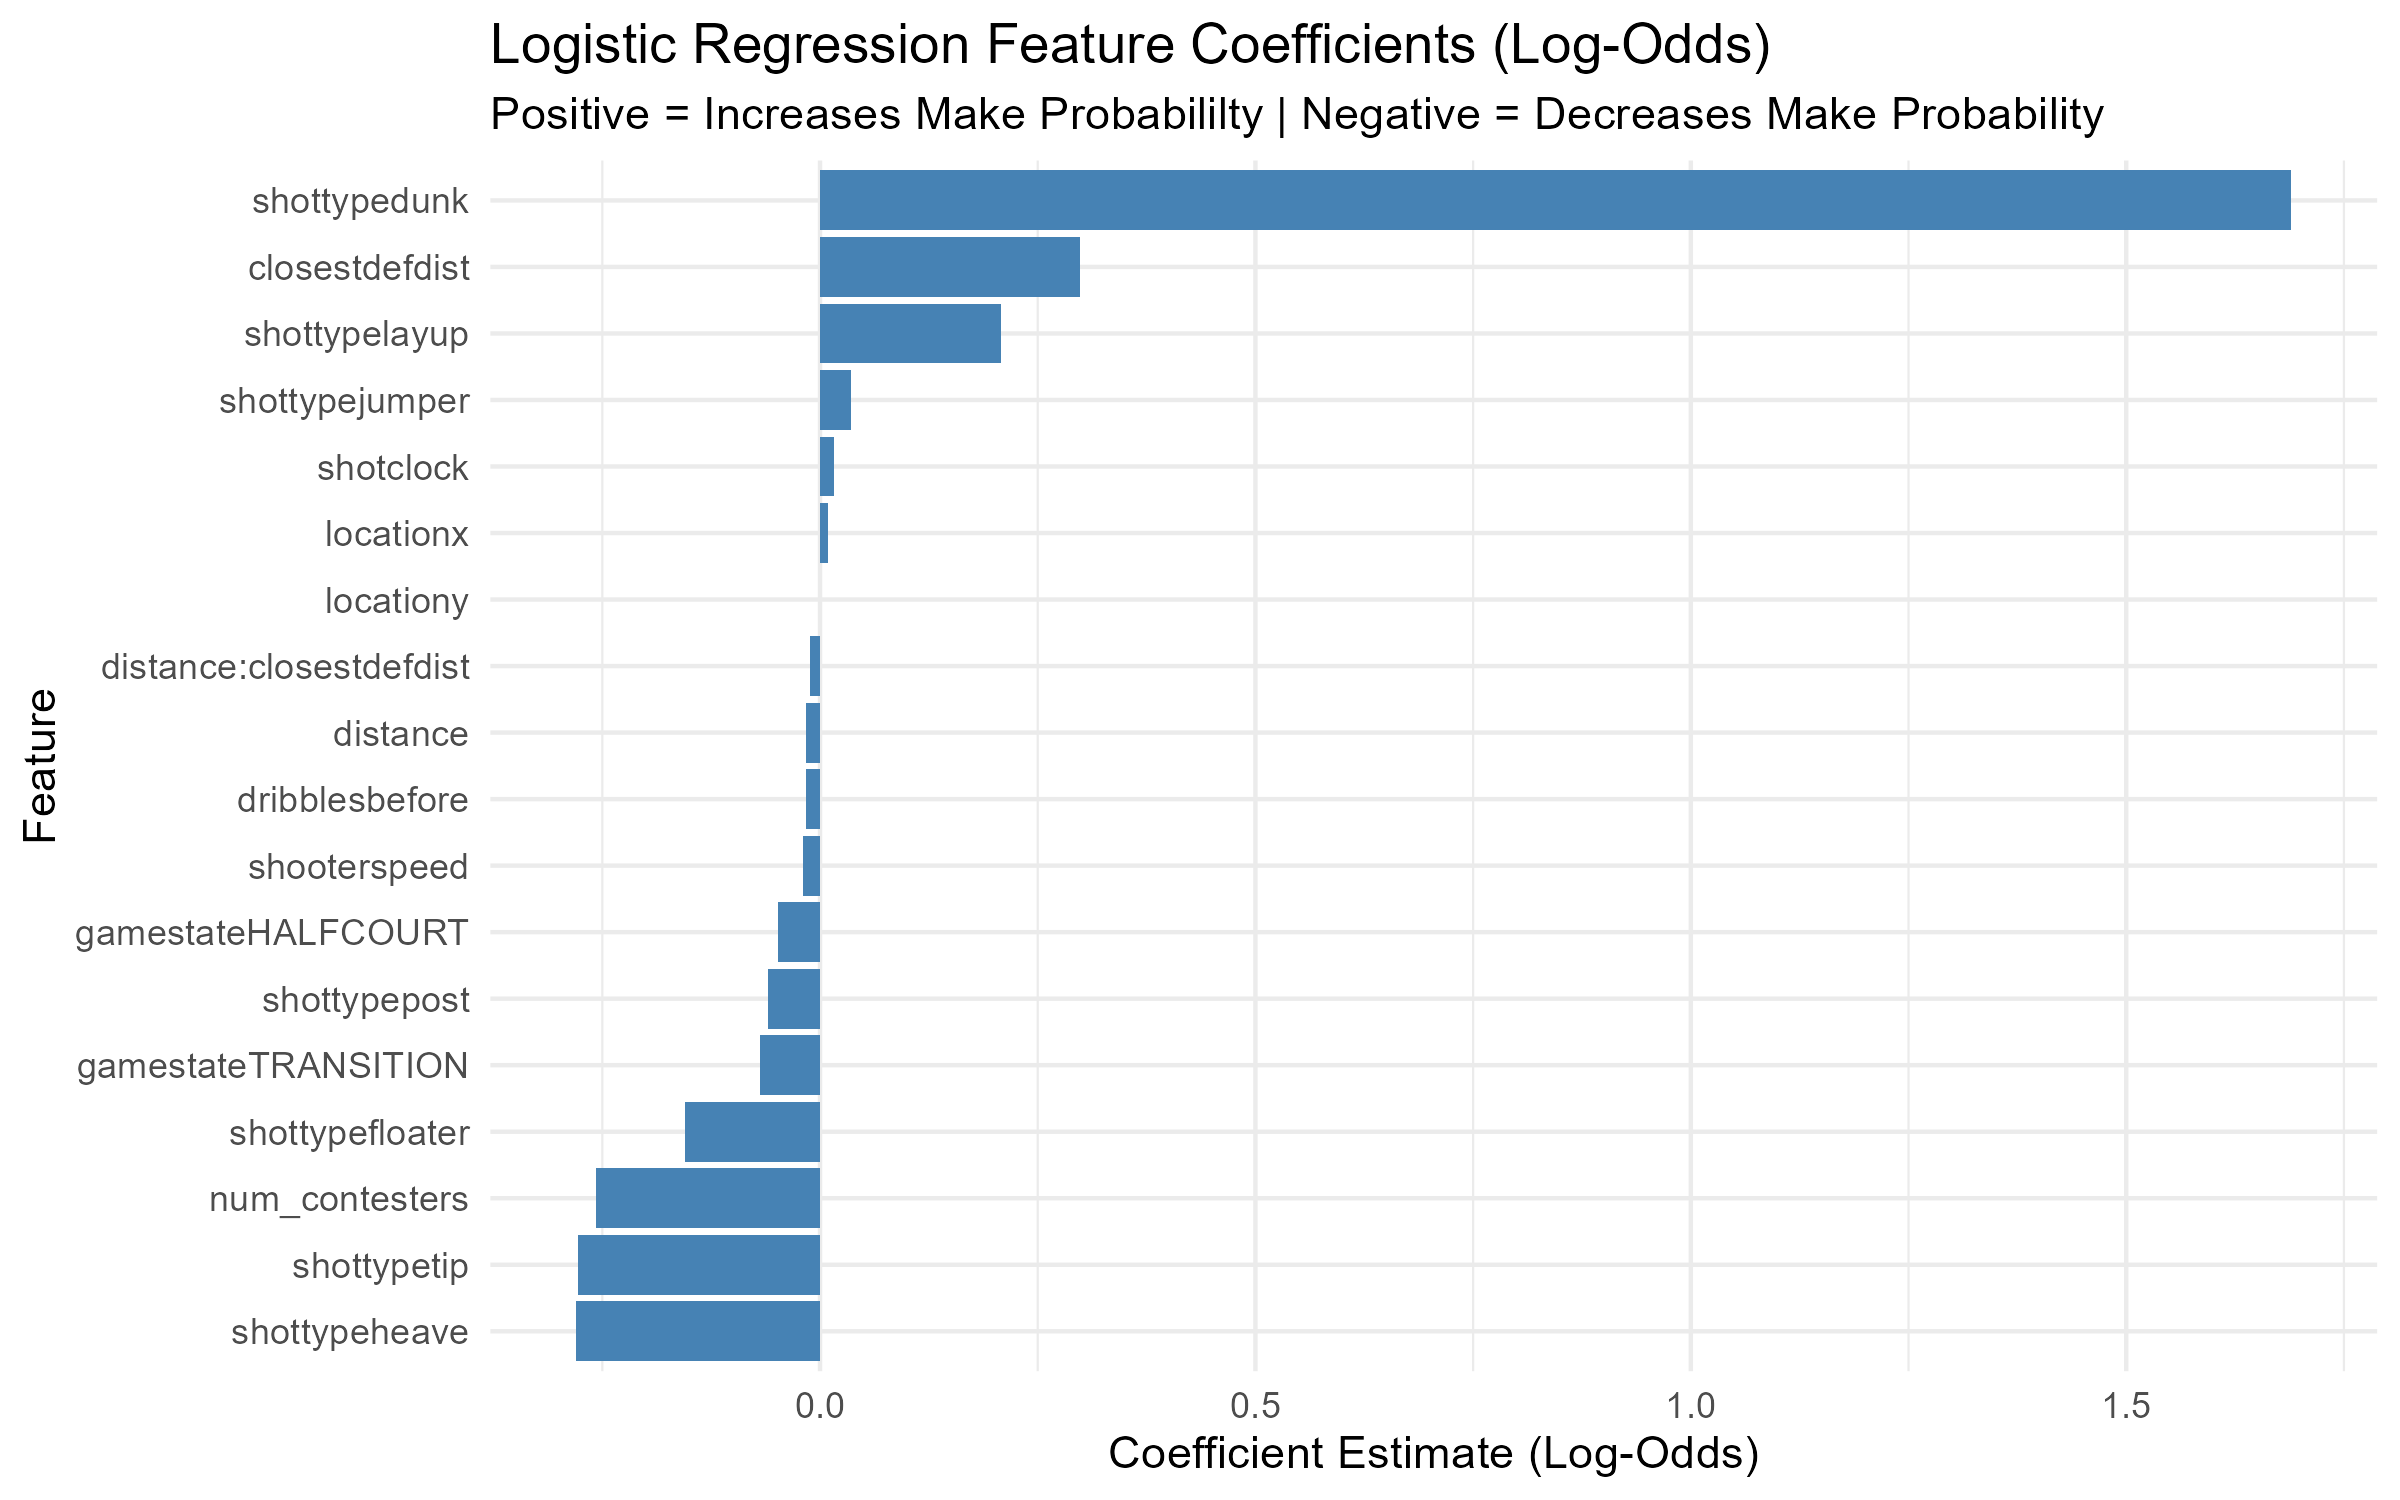 Logistic Regression Feature Coefficients (Log-Odds)
Positive = Increases Make Probabililty | Negative = Decreases Make Probability
shottypedunk
closestdefdist
shottypelayup
shottypejumper
shotclock
locationx
locationy
distance:closestdefdist
distance
dribblesbefore
shooterspeed
gamestateHALFCOURT
shottypepost
gamestateTRANSITION
shottypefloater
num_contesters
shottypetip
shottypeheave
Feature
0.0 0.5 1.0 1.5
Coefficient Estimate (Log-Odds)